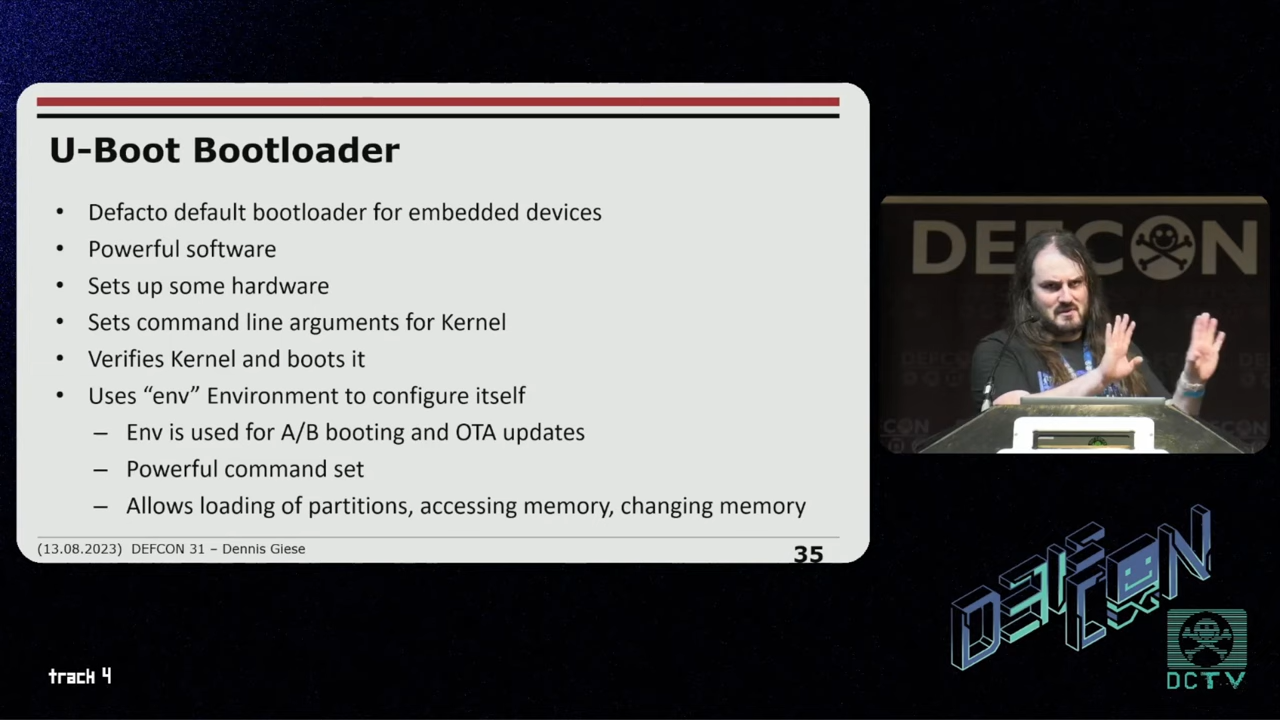 U-Boot Bootloader
• Defacto default bootloader for embedded devices
• Powerful software
• Sets up some hardware
• Sets command line arguments for Kernel
• Verifies Kernel and boots it
• Uses “env” Environment to configure itself
– Env is used for A/B booting and OTA updates
– Powerful command set
– Allows loading of partitions, accessing memory, changing memory
(13.08.2023) DEFCON 31 – Dennis Giese
35
DEFCON
DEFCON
DCTV
track 4